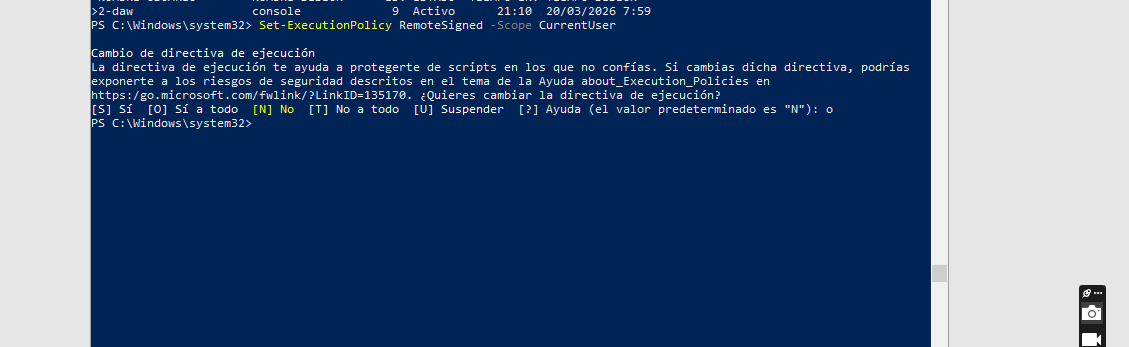 >2-daw console 9 Activo 21:10 20/03/2026 7:59
PS C:\Windows\system32> Set-ExecutionPolicy RemoteSigned -Scope CurrentUser
Cambio de directiva de ejecución
La directiva de ejecución te ayuda a protegerte de scripts en los que no confías. Si cambias dicha directiva, podrías
exponerte a los riesgos de seguridad descritos en el tema de la Ayuda about_Execution_Policies en
https:/go.microsoft.com/fwlink/?LinkID=135170. ¿Quieres cambiar la directiva de ejecución?
[S] Sí [O] Sí a todo [N] No [T] No a todo [U] Suspender [?] Ayuda (el valor predeterminado es "N"): o
PS C:\Windows\system32>